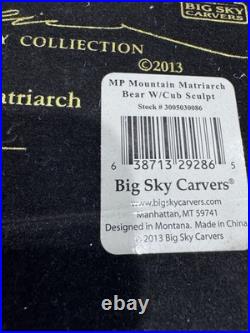 BIG SKY
CARVERS
Y COLLECTION
©2013
MP Mountain Matriarch
Bear W/Cub Sculpt
Stock # 3005030086
atriarch
6 38713 29286 5
Big Sky Carvers®
www.bigskycarvers.com
Manhattan, MT 59741
Designed in Montana. Made in China
© 2013 Big Sky Carvers